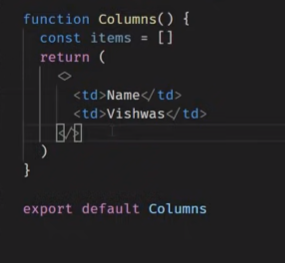 function Columns() {
const items = []
return (
<>
<td>Name</td>
<td>Vishwas</td>
</>
)
}
export default Columns